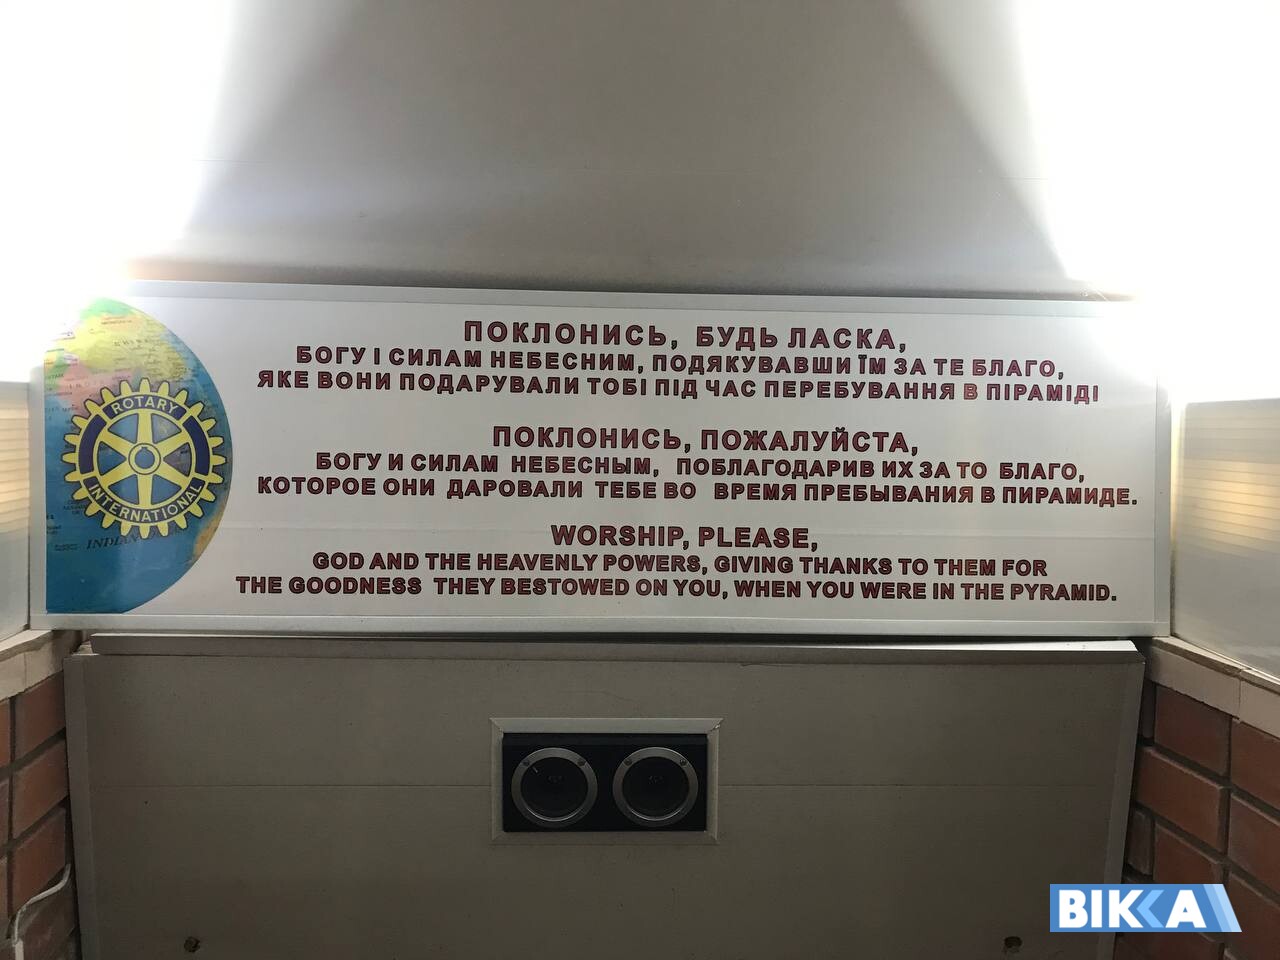 ПОКЛОНИСЬ, БУДЬ ЛАСКА,
БОГУ І СИЛАМ НЕБЕСНИМ, ПОДЯКУВАВШИ ЇМ ЗА ТЕ БЛАГО,
ЯКЕ ВОНИ ПОДАРУВАЛИ ТОБІ ПІД ЧАС ПЕРЕБУВАННЯ В ПІРАМІДІ
ПОКЛОНИСЬ, ПОЖАЛУЙСТА,
БОГУ И СИЛАМ НЕБЕСНЫМ, ПОБЛАГОДАРИВ ИХ ЗА ТО БЛАГО,
КОТОРОЕ ОНИ ДАРОВАЛИ ТЕБЕ ВО ВРЕМЯ ПРЕБЫВАНИЯ В ПИРАМИДЕ.
WORSHIP, PLEASE,
GOD AND THE HEAVENLY POWERS, GIVING THANKS TO THEM FOR
THE GOODNESS THEY BESTOWED ON YOU, WHEN YOU WERE IN THE PYRAMID.
ROTARY
INTERNATIONAL
INDIAN
ВІККА